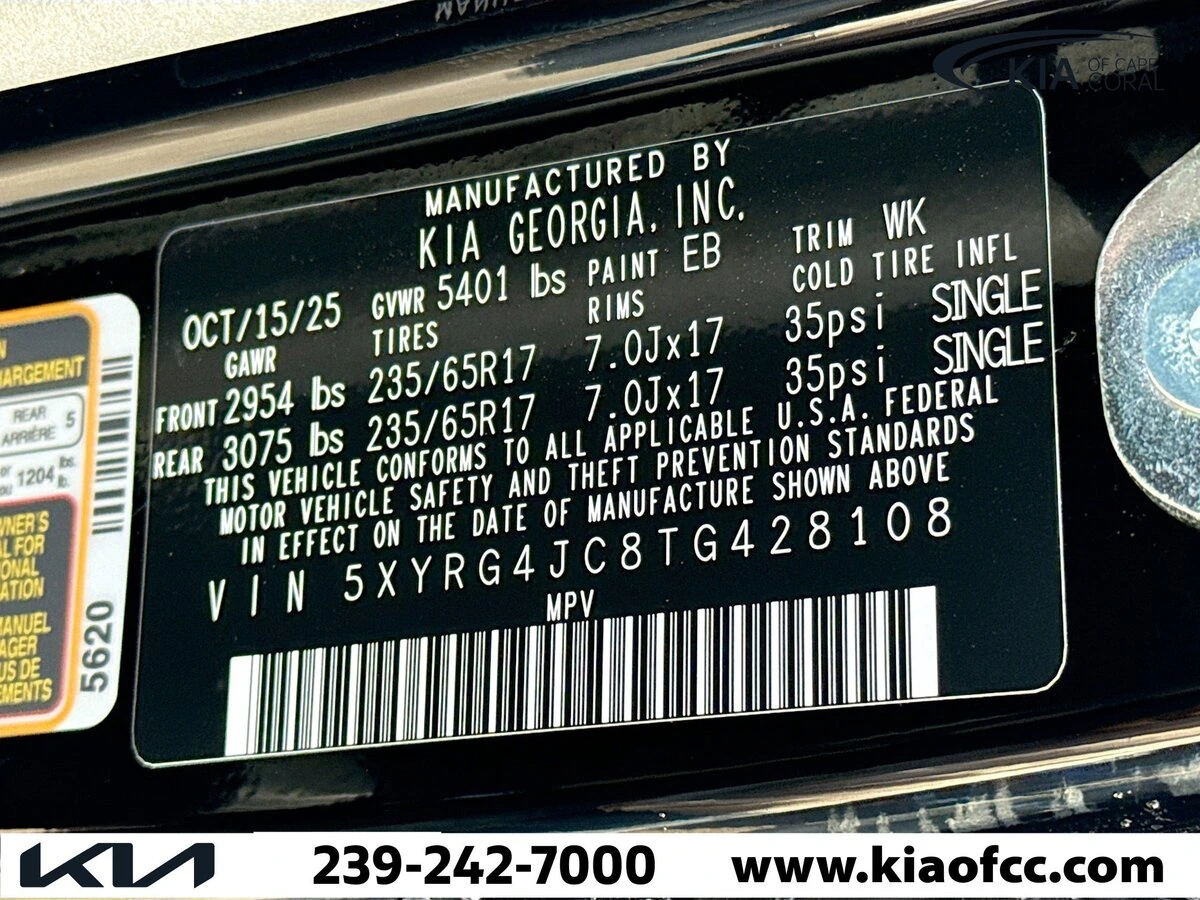 KIA OF CAPE CORAL
MANUFACTURED BY
KIA GEORGIA, INC.
OCT/15/25 GVWR 5401 lbs PAINT EB TRIM WK
GAWR TIRES RIMS COLD TIRE INFL
FRONT 2954 lbs 235/65R17 7.0Jx17 35psi SINGLE
REAR 3075 lbs 235/65R17 7.0Jx17 35psi SINGLE
THIS VEHICLE CONFORMS TO ALL APPLICABLE U.S.A. FEDERAL
MOTOR VEHICLE SAFETY AND THEFT PREVENTION STANDARDS
IN EFFECT ON THE DATE OF MANUFACTURE SHOWN ABOVE
VIN 5XYRG4JC8TG428108
MPV
REAR 5
ARRIÈRE
1204 lbs.
lb.
5620
KIA 239-242-7000 www.kiaofcc.com